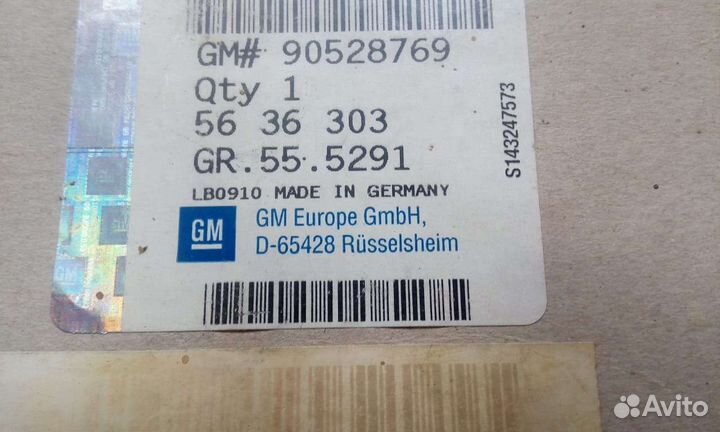 GM# 90528769
Qty 1
56 36 303
GR.55.5291
LB0910 MADE IN GERMANY
GM
GM Europe GmbH,
D-65428 Rüsselsheim
S143247573
Avito